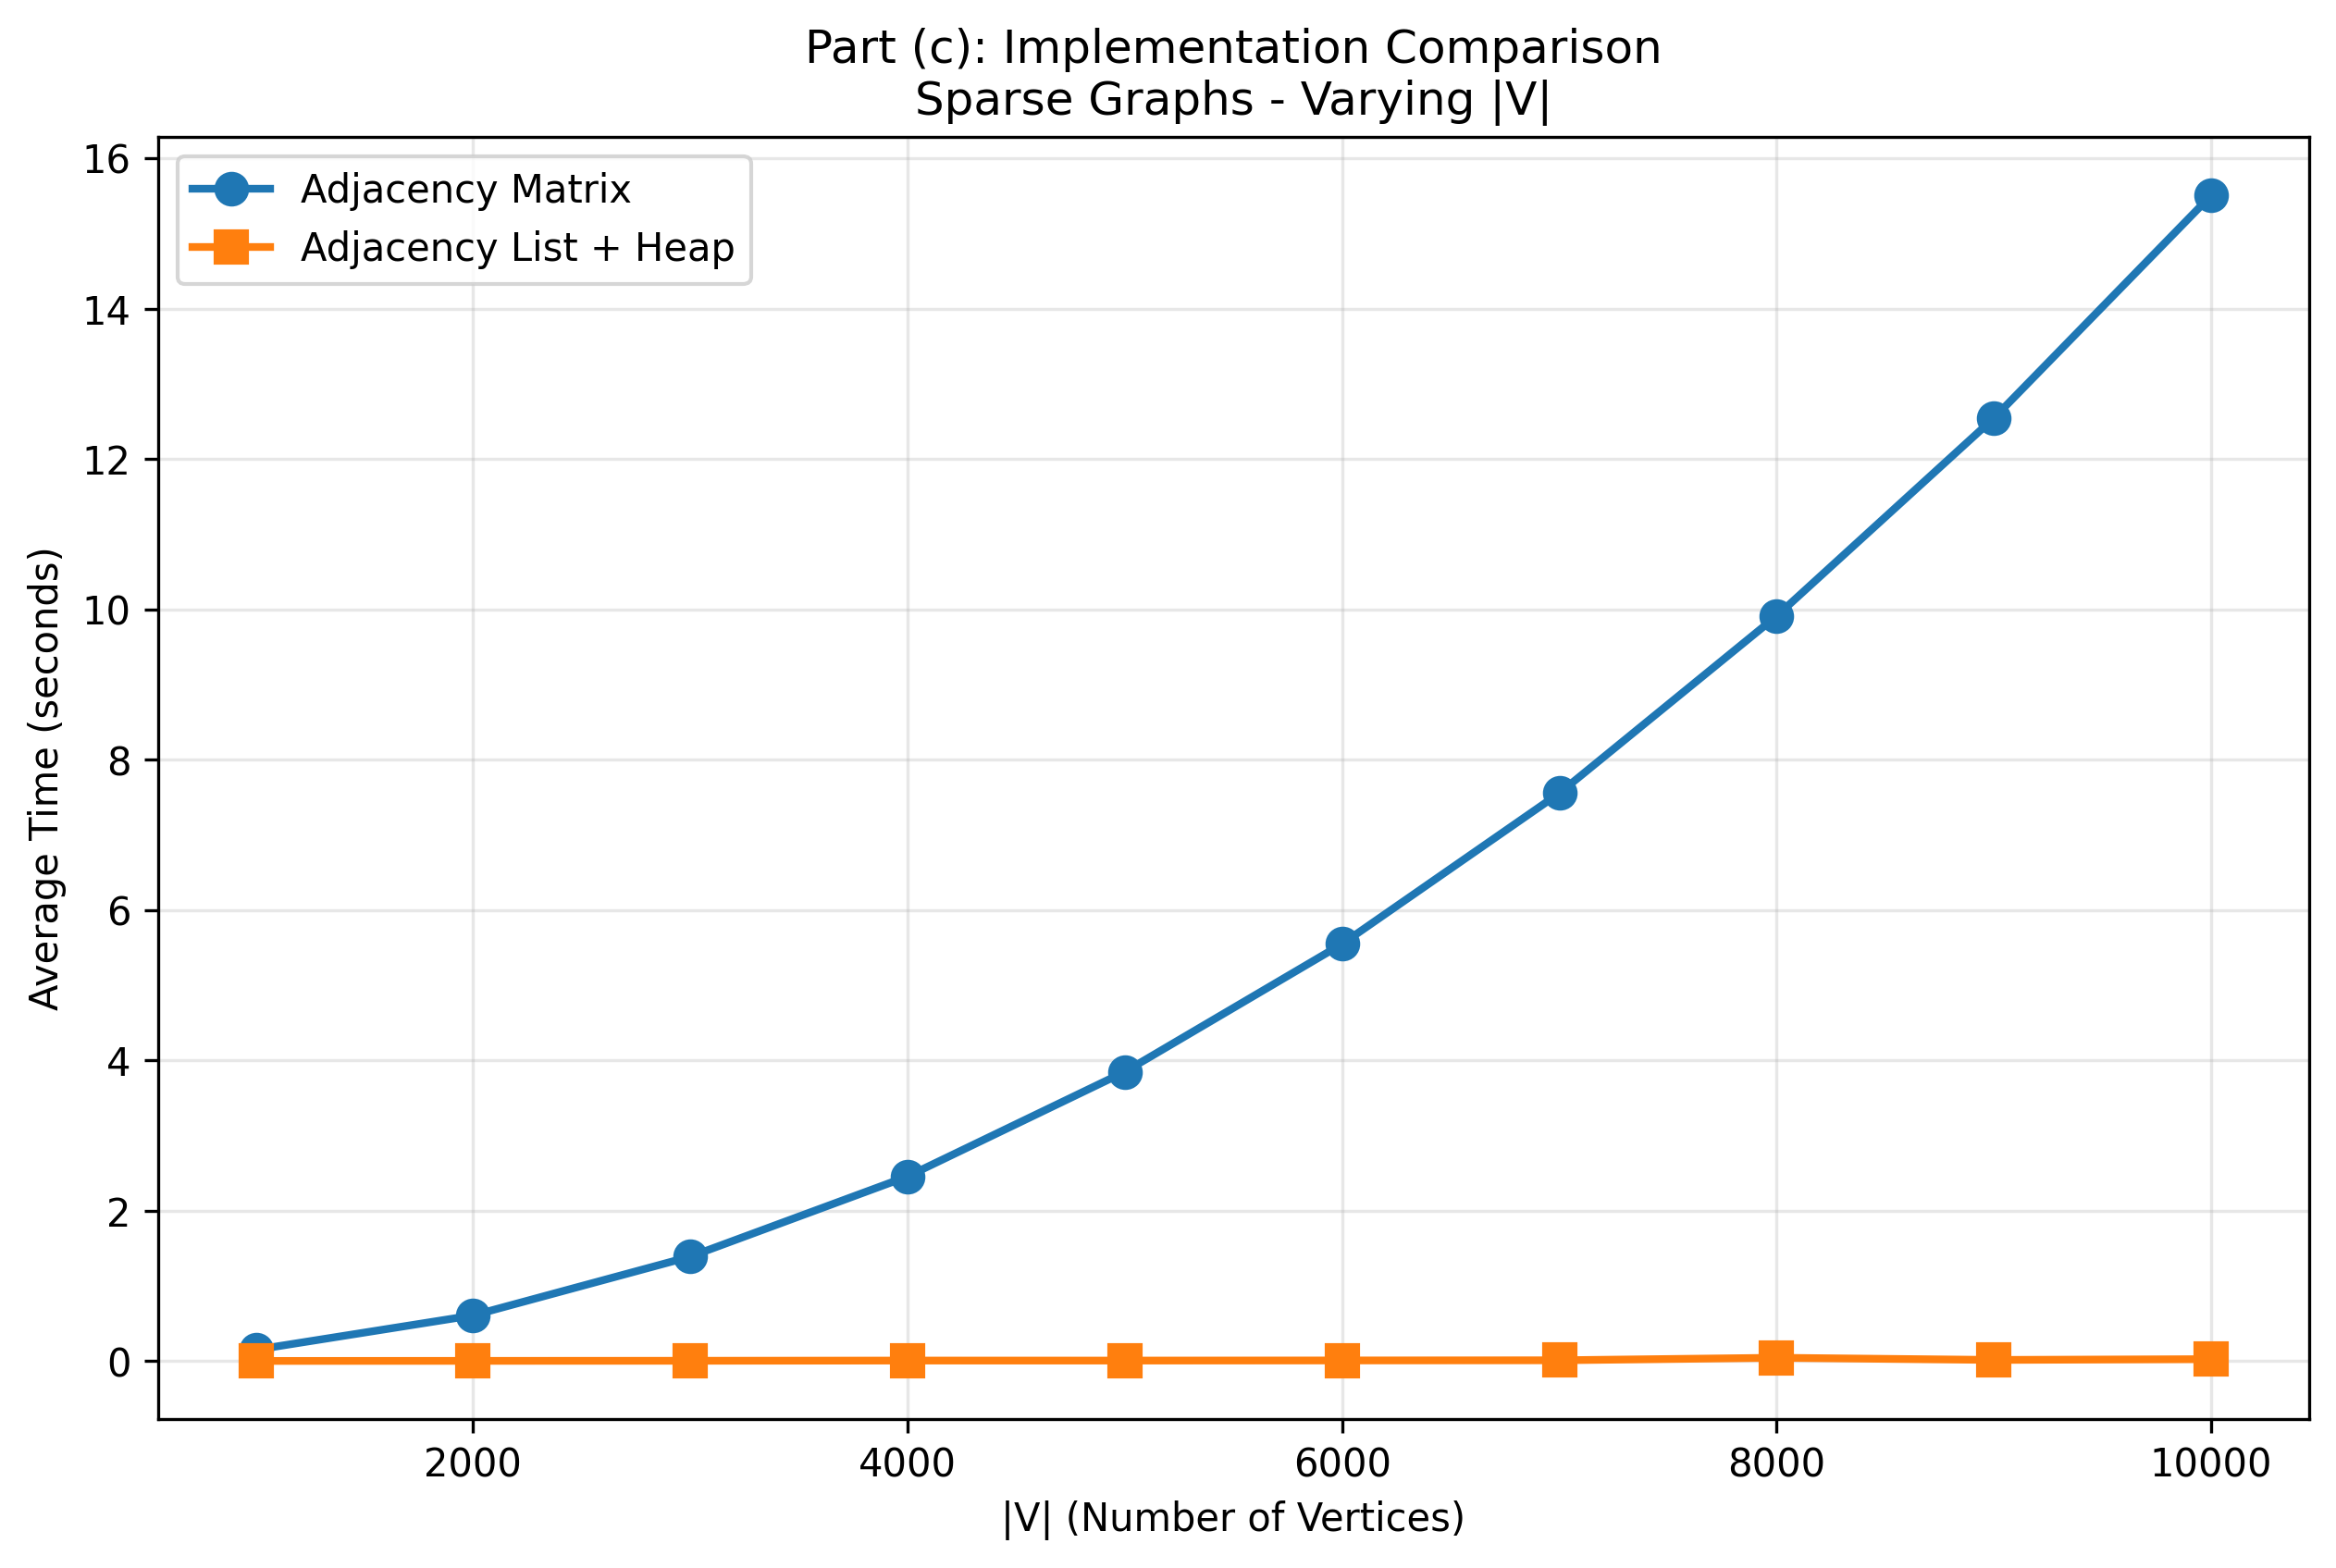 Part (c): Implementation Comparison
Sparse Graphs - Varying |V|
Adjacency Matrix
Adjacency List + Heap
Average Time (seconds)
16
14
12
10
8
6
4
2
0
2000
4000
6000
8000
10000
|V| (Number of Vertices)